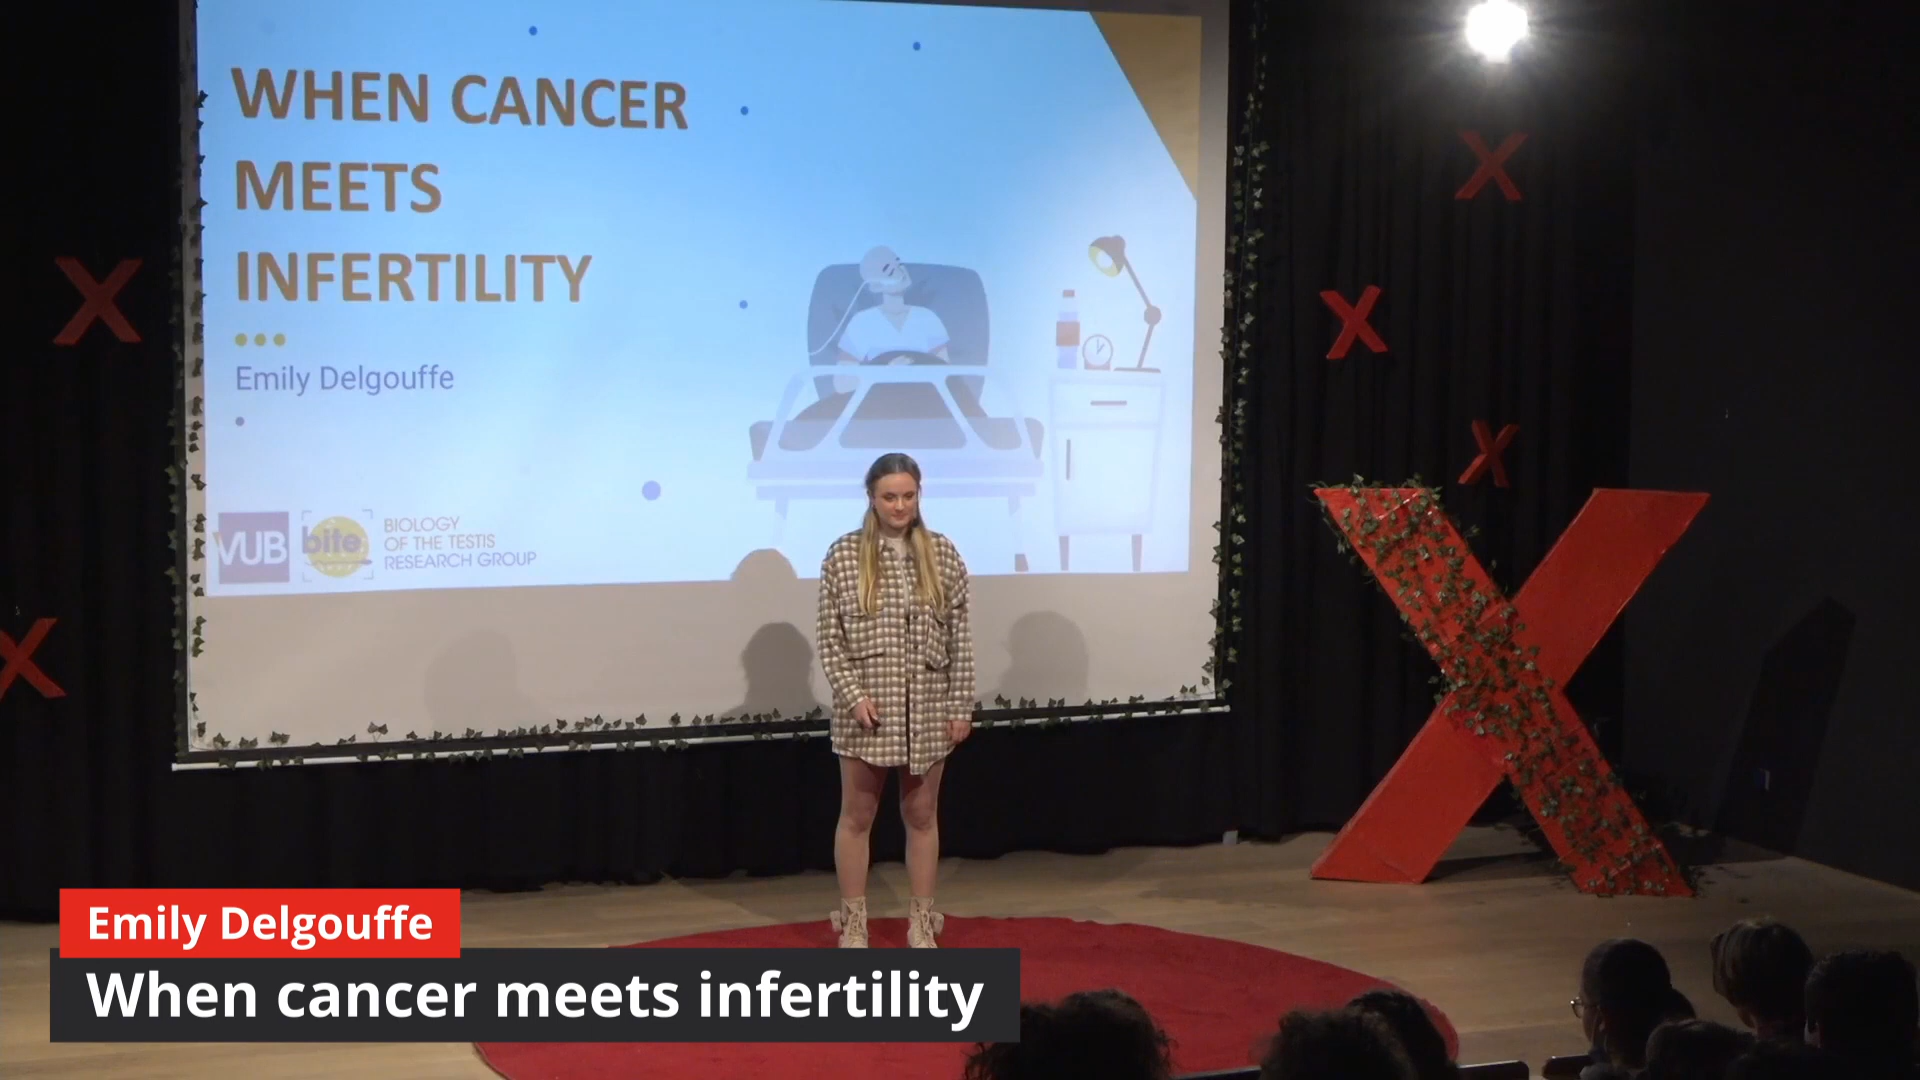 WHEN CANCER
MEETS
INFERTILITY
Emily Delgouffe
VUB
bite
BIOLOGY
OF THE TESTIS
RESEARCH GROUP
X
X
X
X
X
X
Emily Delgouffe
When cancer meets infertility